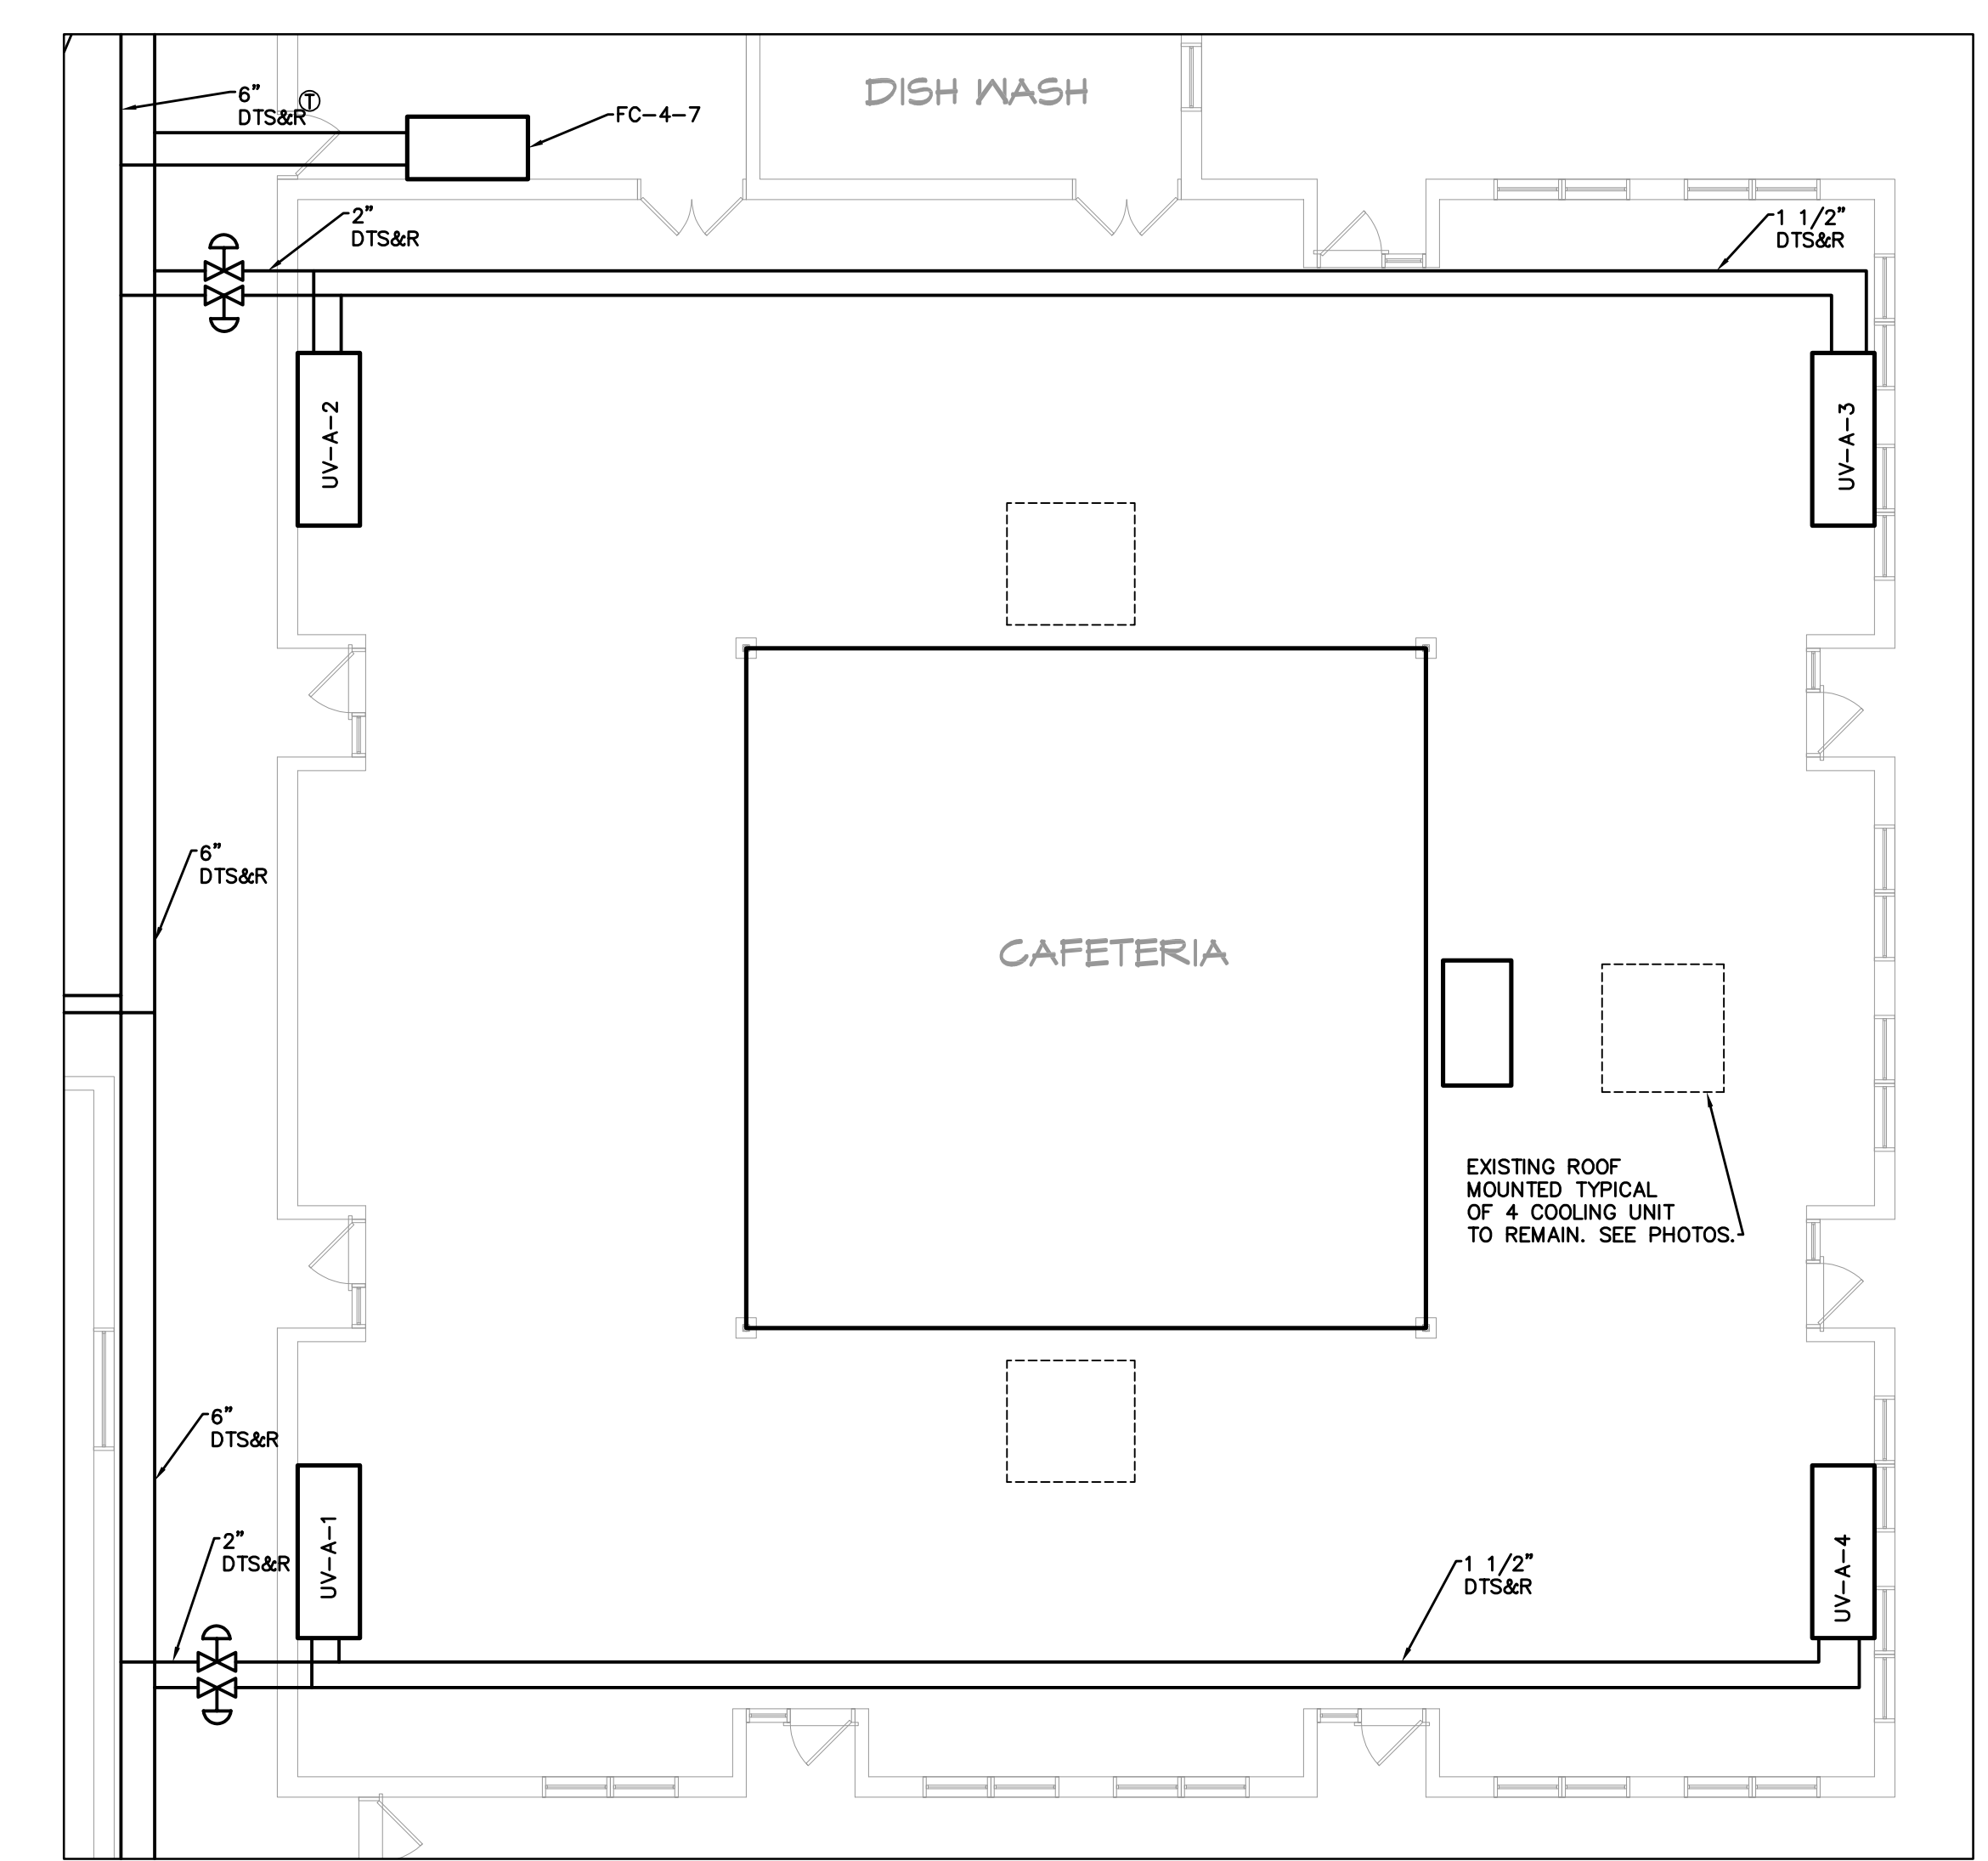 DISH WASH
6"
DTS&R
T
FC-4-7
2"
DTS&R
1 1/2"
DTS&R
UV-A-2
UV-A-3
6"
DTS&R
CAFETERIA
EXISTING ROOF
MOUNTED TYPICAL
OF 4 COOLING UNIT
TO REMAIN. SEE PHOTOS.
6"
DTS&R
UV-A-1
2"
DTS&R
1 1/2"
DTS&R
UV-A-4